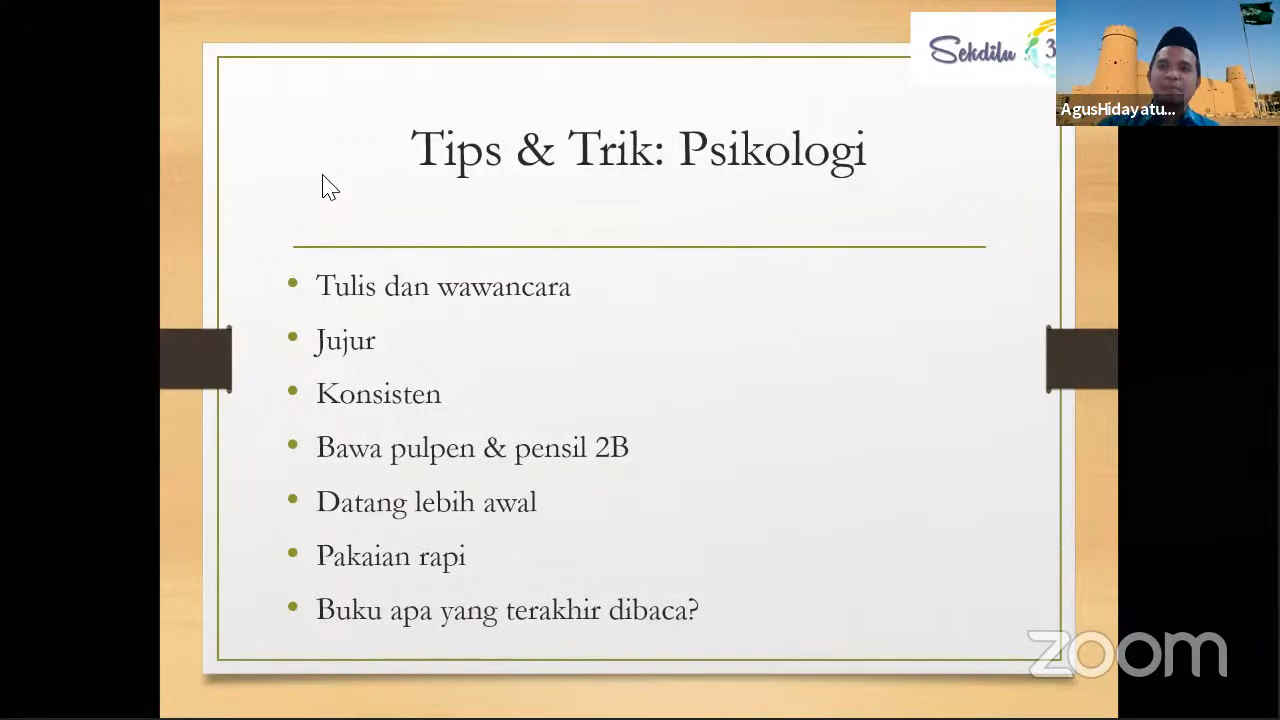 Sekdilu 3
AgusHidayatu...
Tips & Trik: Psikologi
• Tulis dan wawancara
• Jujur
• Konsisten
• Bawa pulpen & pensil 2B
• Datang lebih awal
• Pakaian rapi
• Buku apa yang terakhir dibaca?
zoom